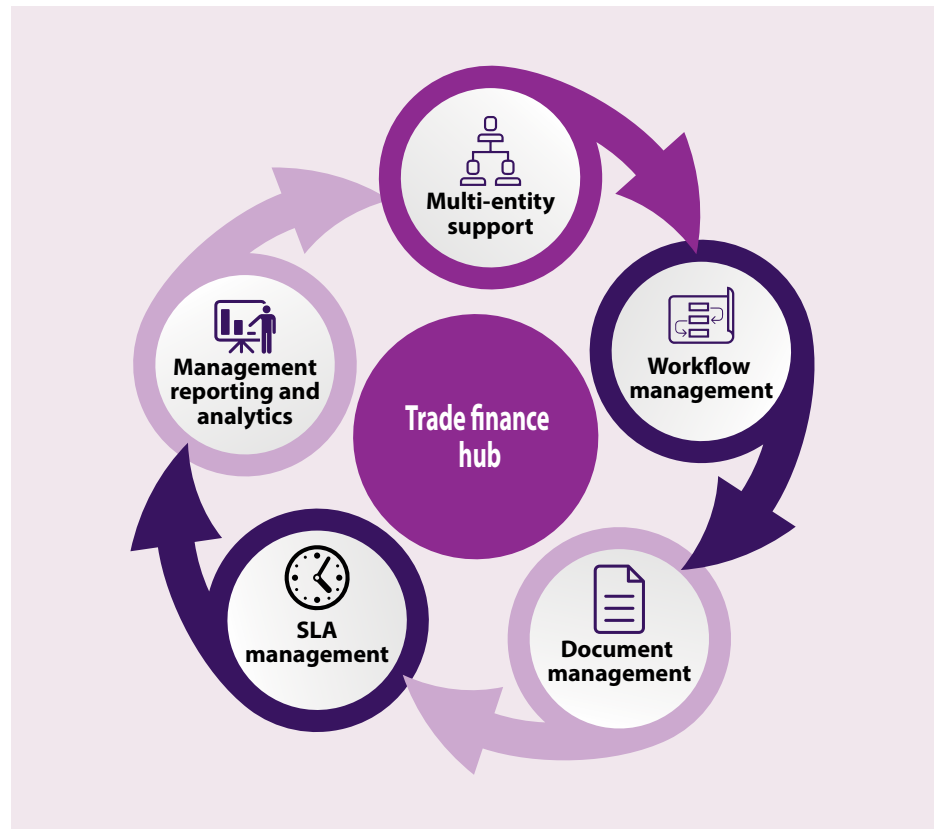 Multi-entity
support
Workflow
management
Document
management
SLA
management
Management
reporting and
analytics
Trade finance
hub